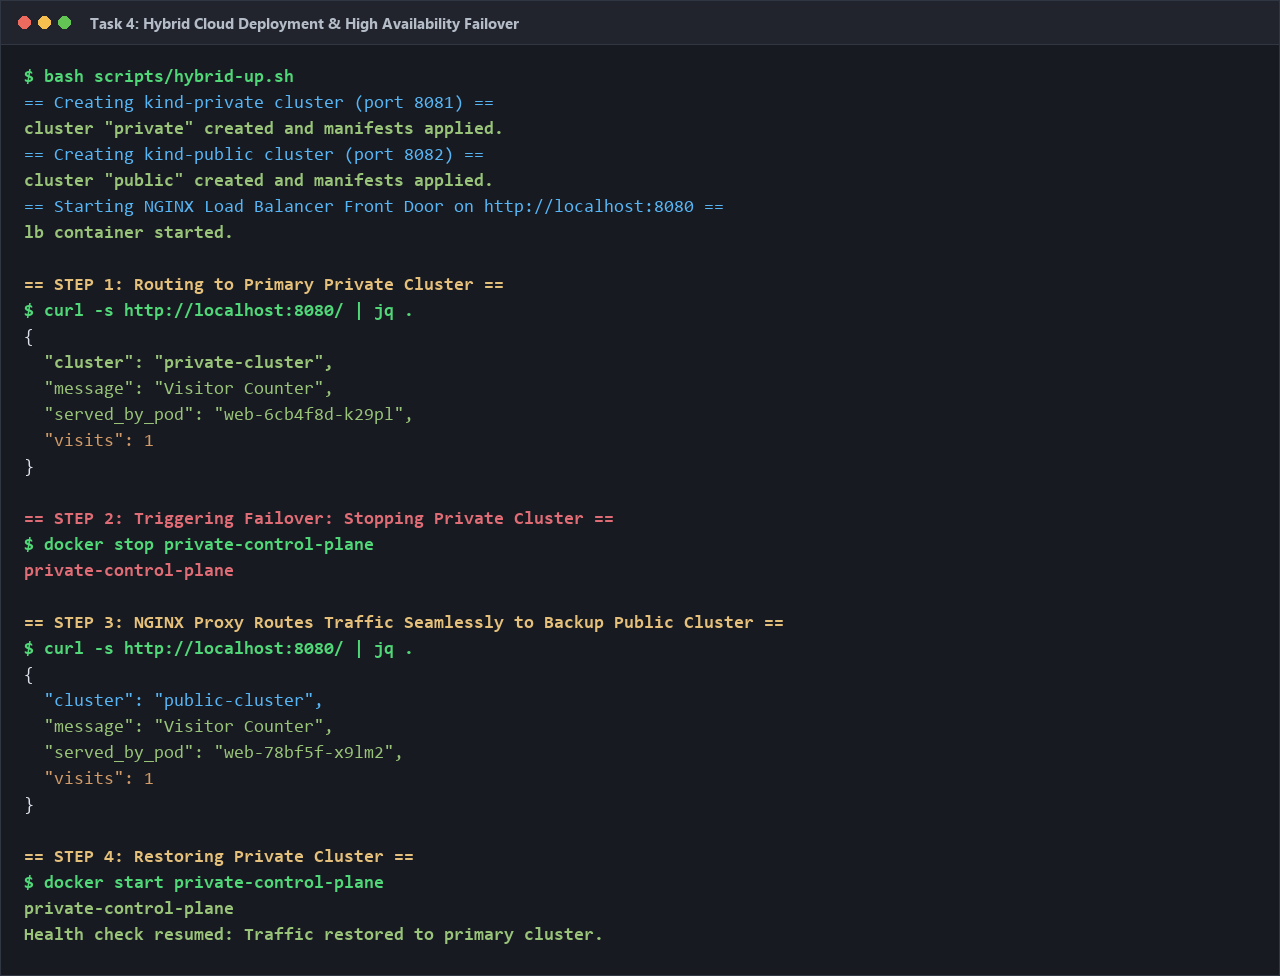 Task 4: Hybrid Cloud Deployment & High Availability Failover
$ bash scripts/hybrid-up.sh
== Creating kind-private cluster (port 8081) ==
cluster "private" created and manifests applied.
== Creating kind-public cluster (port 8082) ==
cluster "public" created and manifests applied.
== Starting NGINX Load Balancer Front Door on http://localhost:8080 ==
lb container started.
== STEP 1: Routing to Primary Private Cluster ==
$ curl -s http://localhost:8080/ | jq .
{
  "cluster": "private-cluster",
  "message": "Visitor Counter",
  "served_by_pod": "web-6cb4f8d-k29pl",
  "visits": 1
}
== STEP 2: Triggering Failover: Stopping Private Cluster ==
$ docker stop private-control-plane
private-control-plane
== STEP 3: NGINX Proxy Routes Traffic Seamlessly to Backup Public Cluster ==
$ curl -s http://localhost:8080/ | jq .
{
  "cluster": "public-cluster",
  "message": "Visitor Counter",
  "served_by_pod": "web-78bf5f-x9lm2",
  "visits": 1
}
== STEP 4: Restoring Private Cluster ==
$ docker start private-control-plane
private-control-plane
Health check resumed: Traffic restored to primary cluster.